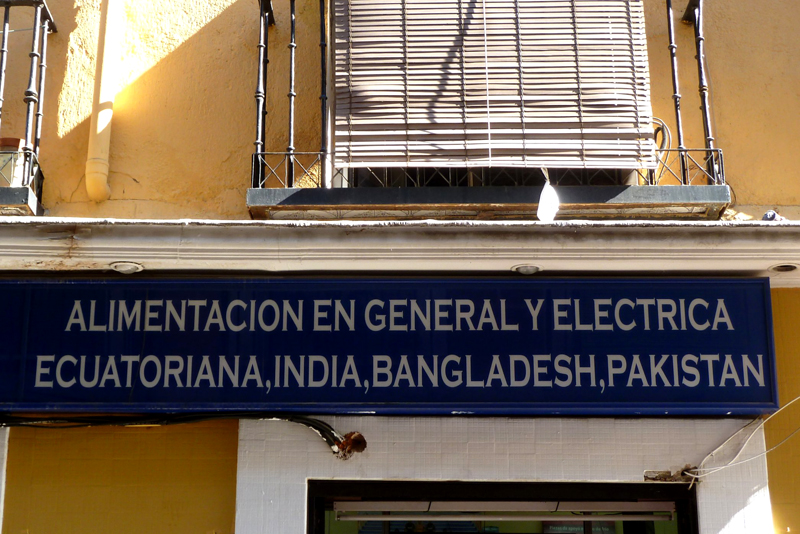 ALIMENTACION EN GENERAL Y ELECTRICA
ECUATORIANA,INDIA,BANGLADESH,PAKISTAN